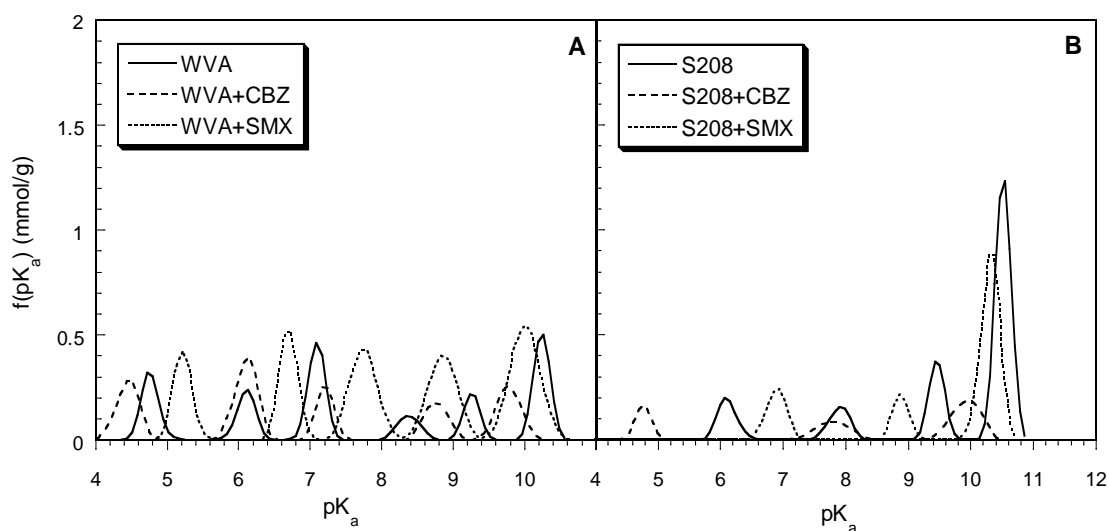 2
1.5
1
0.5
0
f(pKa) (mmol/g)
WVA
WVA+CBZ
WVA+SMX
A
S208
S208+CBZ
S208+SMX
B
4 5 6 7 8 9 10 4 5 6 7 8 9 10 11 12
pKa pKa